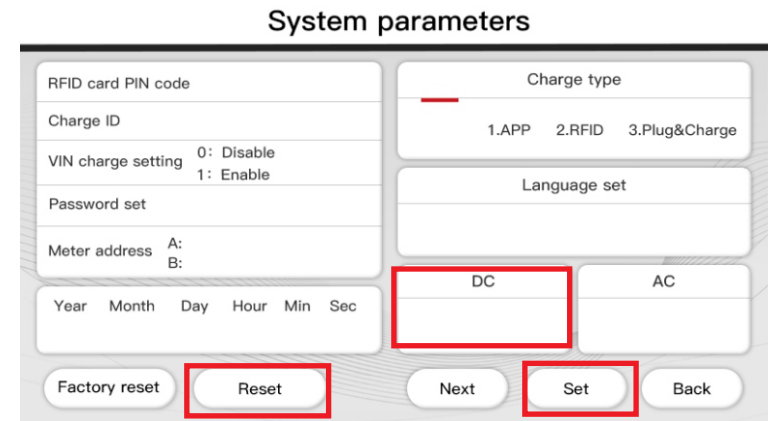 System parameters
RFID card PIN code
Charge ID
VIN charge setting
0: Disable
1: Enable
Password set
Meter address
A:
B:
Year Month Day Hour Min Sec
Charge type
1.APP 2.RFID 3.Plug&Charge
Language set
DC
AC
Factory reset
Reset
Next
Set
Back